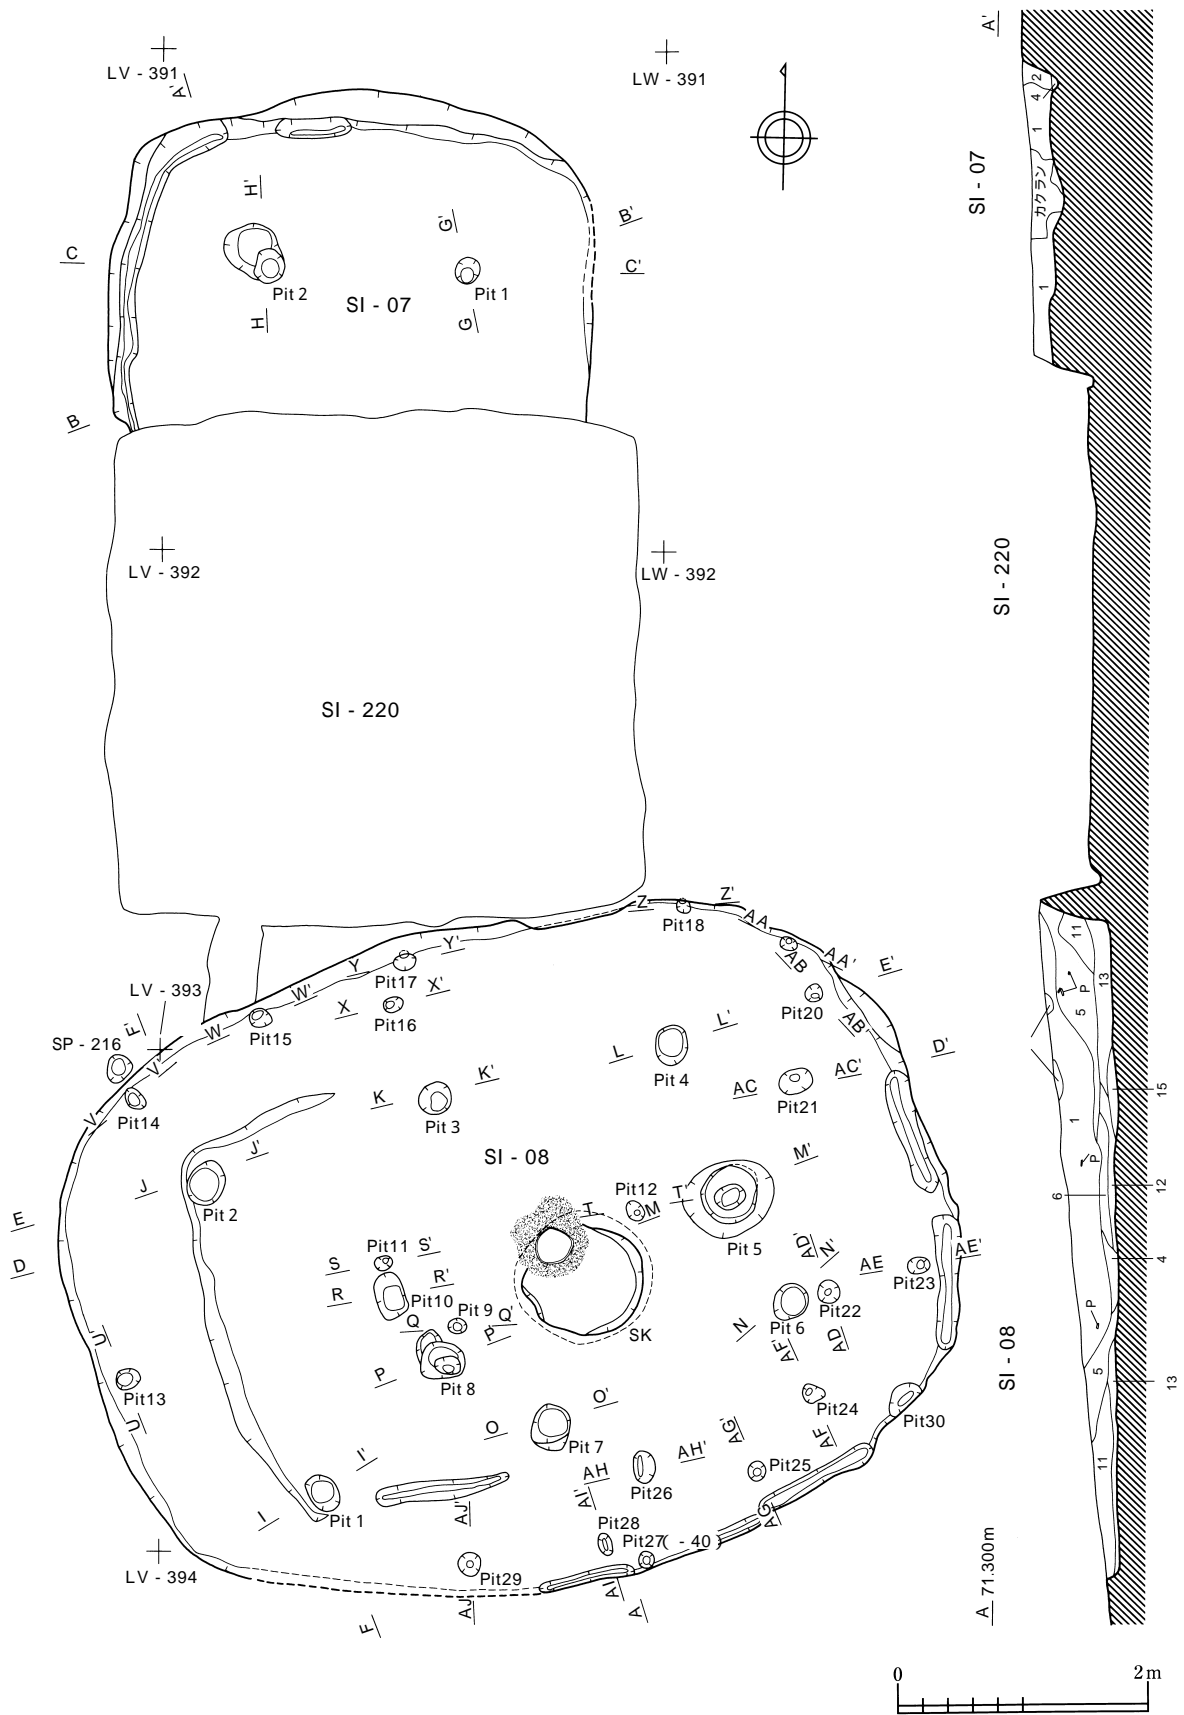 LV - 391
LW - 391
A'
A'
SI - 07
2
4
1
カクラン
1
H'
G'
B'
C
C'
Pit 2
SI - 07
Pit 1
H
G
B
LV - 392
LW - 392
SI - 220
SI - 220
Z
Z'
Pit18
AA
AA'
AB
E'
Y
Y'
Pit17
X
X'
Pit16
W'
W
Pit15
LV - 393
F'
SP - 216
V'
V
Pit14
Pit20
AB'
D'
L
L'
Pit 4
AC
AC'
Pit21
K
K'
Pit 3
SI - 08
J'
J
Pit 2
M'
T
T'
Pit12
M
Pit 5
E
D
S
S'
Pit11
R
R'
Pit10
Q
Q'
Pit 9
P
P'
Pit 8
SK
AD'
N'
AE
AE'
Pit23
Pit22
Pit 6
N
AF'
AD
U'
Pit13
U
Pit24
Pit30
O'
O
Pit 7
AG'
AF
AH
AH'
Pit25
Pit26
I'
I
Pit 1
AJ'
AI'
Pit28
Pit27( - 40 )
LV - 394
Pit29
AJ
AI
A
F
11
13
P
5
1
15
P
12
6
4
P
SI - 08
5
13
11
A 71.300m
0 2m